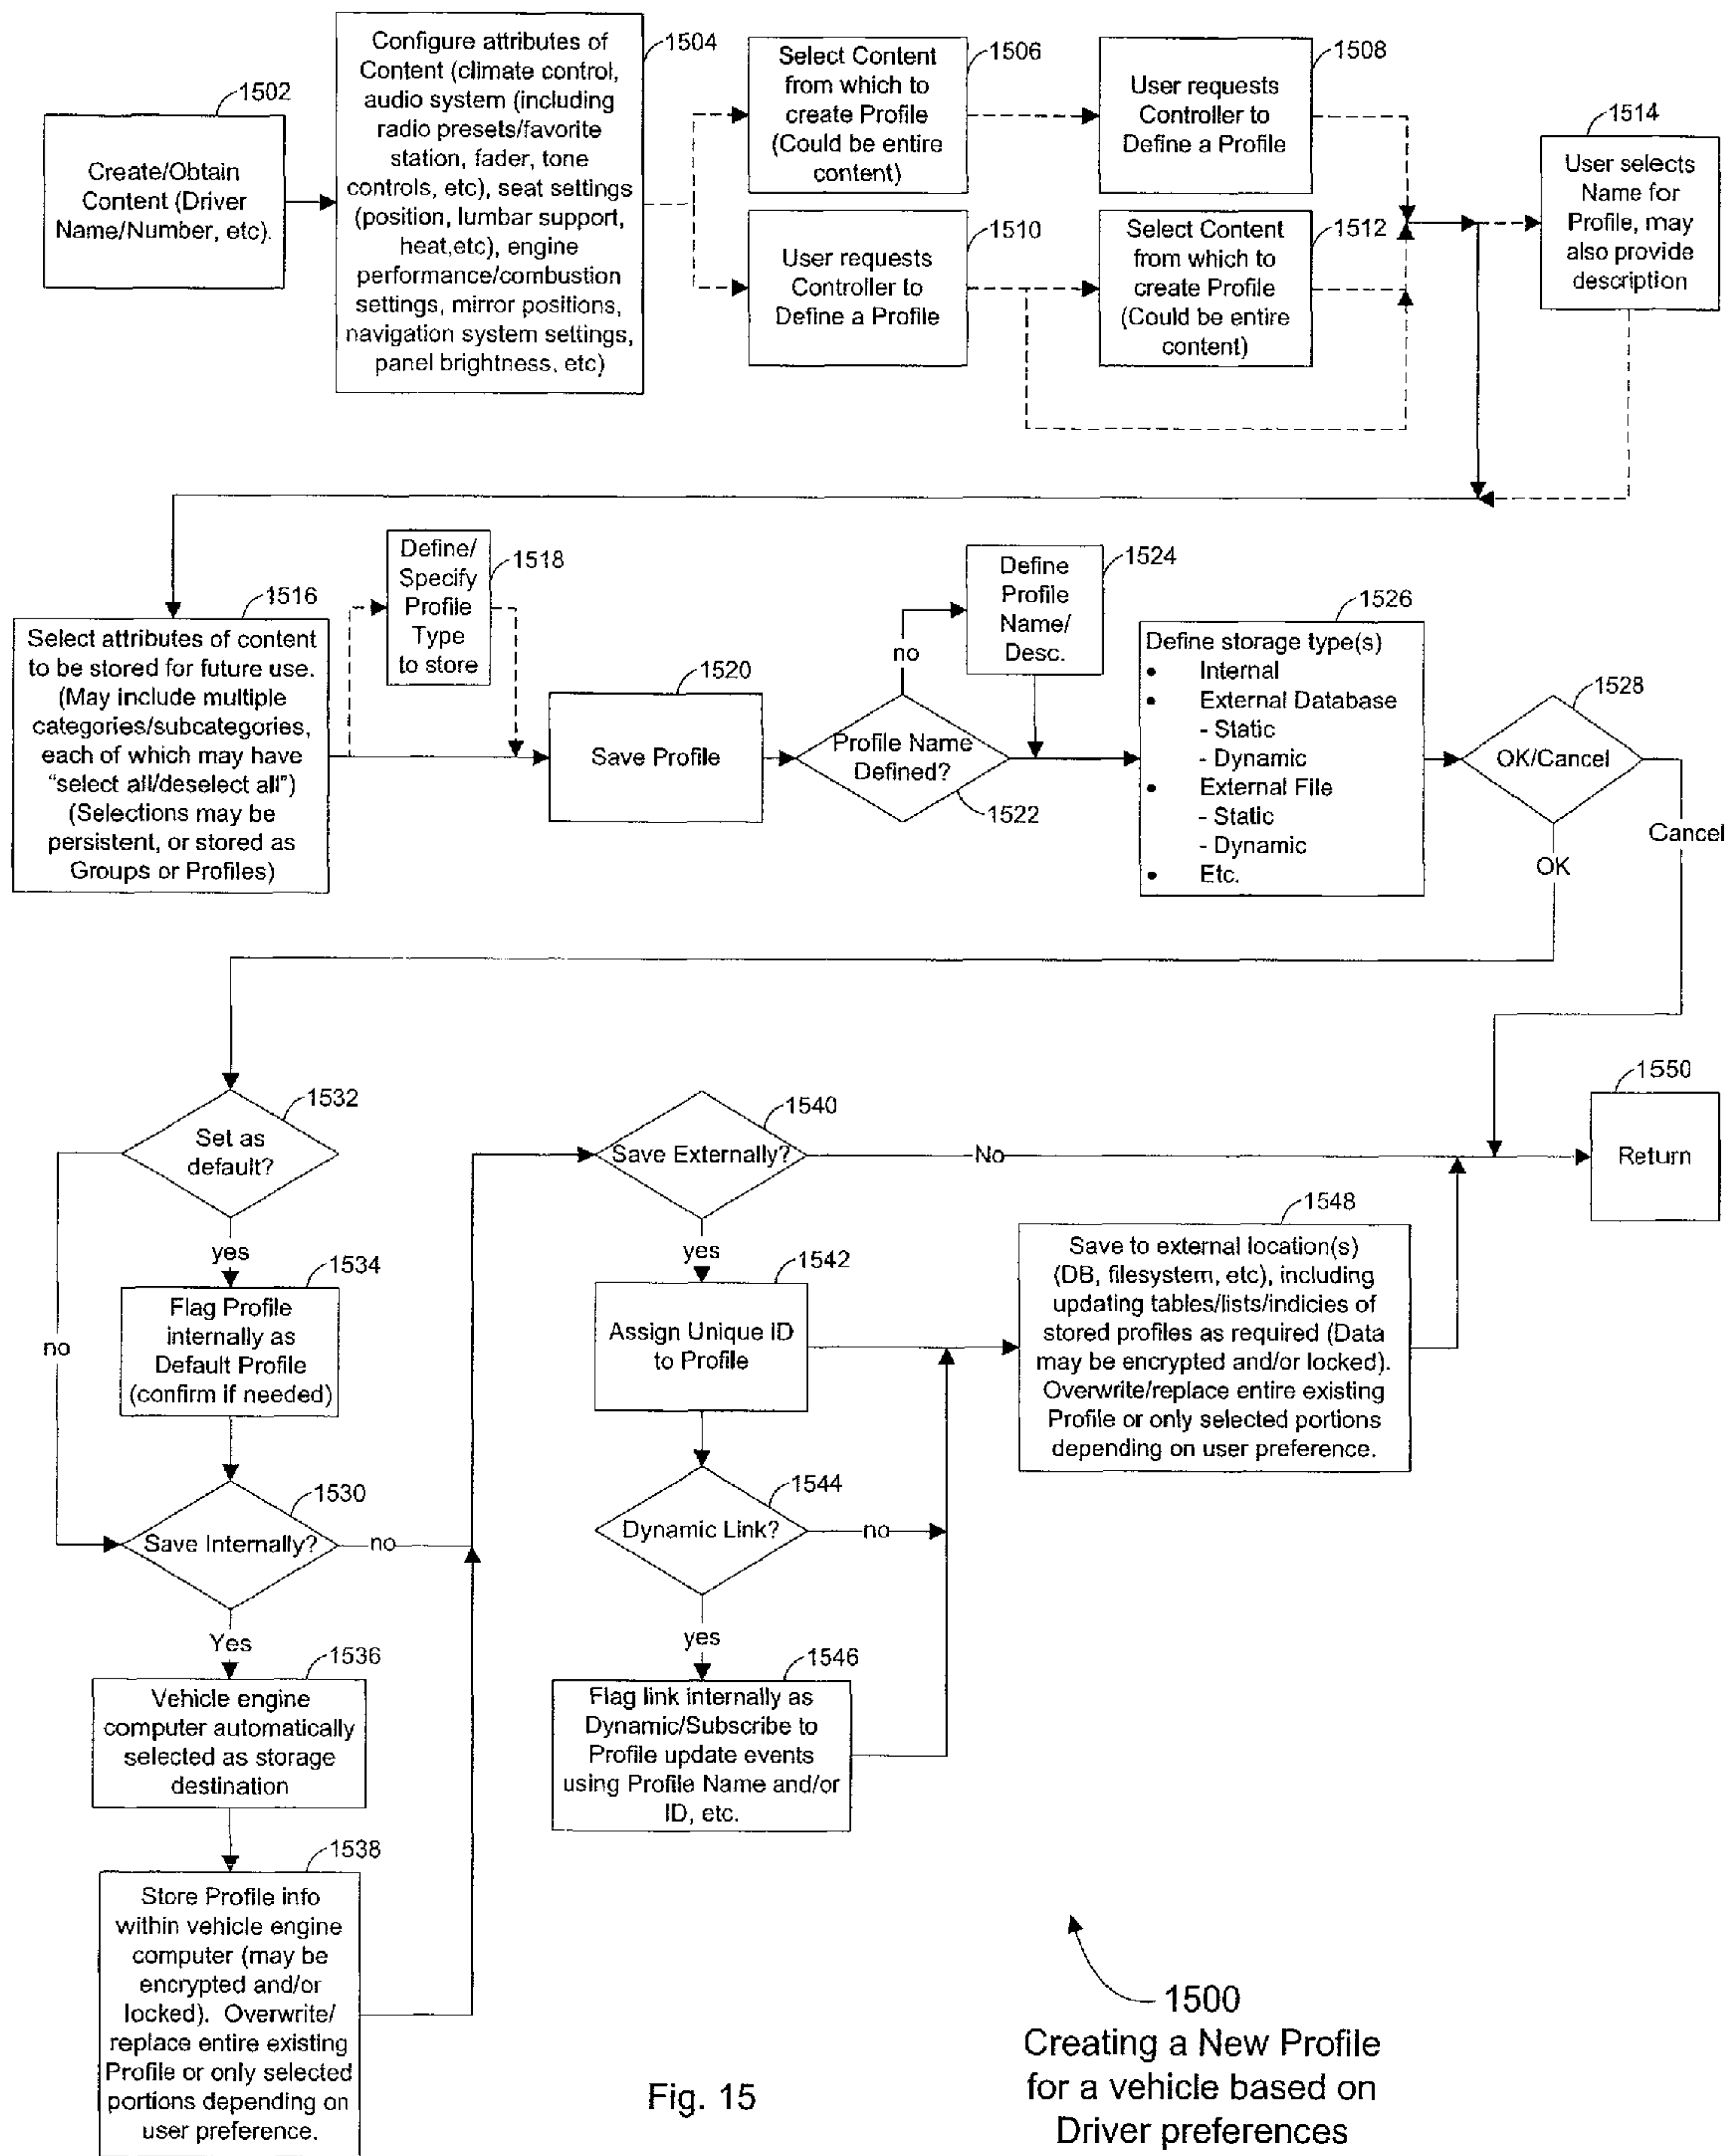 1502
Create/Obtain
Content (Driver
Name/Number, etc).
1504
Configure attributes of
Content (climate control,
audio system (including
radio presets/favorite
station, fader, tone
controls, etc), seat settings
(position, lumbar support,
heat,etc), engine
performance/combustion
settings, mirror positions,
navigation system settings,
panel brightness, etc)
1506
Select Content
from which to
create Profile
(Could be entire
content)
1508
User requests
Controller to
Define a Profile
1510
User requests
Controller to
Define a Profile
1512
Select Content
from which to
create Profile
(Could be entire
content)
1514
User selects
Name for
Profile, may
also provide
description
1516
Select attributes of content
to be stored for future use.
(May include multiple
categories/subcategories,
each of which may have
“select all/deselect all”)
(Selections may be
persistent, or stored as
Groups or Profiles)
1518
Define/
Specify
Profile
Type
to store
1520
Save Profile
1522
Profile Name
Defined?
no
1524
Define
Profile
Name/
Desc.
1526
Define storage type(s)
• Internal
• External Database
- Static
- Dynamic
• External File
- Static
- Dynamic
• Etc.
1528
OK/Cancel
Cancel
OK
1532
Set as
default?
yes
no
1534
Flag Profile
internally as
Default Profile
(confirm if needed)
1530
Save Internally?
no
Yes
1536
Vehicle engine
computer automatically
selected as storage
destination
1538
Store Profile info
within vehicle engine
computer (may be
encrypted and/or
locked). Overwrite/
replace entire existing
Profile or only selected
portions depending on
user preference.
1540
Save Externally?
No
yes
1542
Assign Unique ID
to Profile
1544
Dynamic Link?
no
yes
1546
Flag link internally as
Dynamic/Subscribe to
Profile update events
using Profile Name and/or
ID, etc.
1548
Save to external location(s)
(DB, filesystem, etc), including
updating tables/lists/indicies of
stored profiles as required (Data
may be encrypted and/or locked).
Overwrite/replace entire existing
Profile or only selected portions
depending on user preference.
1550
Return
Fig. 15
1500
Creating a New Profile
for a vehicle based on
Driver preferences